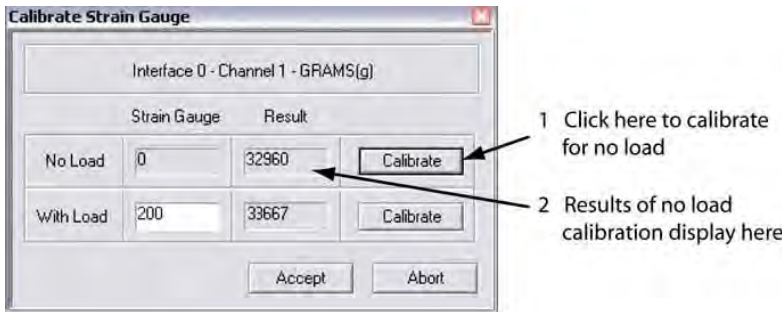 Calibrate Strain Gauge
Interface 0 - Channel 1 - GRAMS(g)
Strain Gauge Result
No Load 0 32960 Calibrate
With Load 200 33667 Calibrate
Accept Abort
1 Click here to calibrate
for no load
2 Results of no load
calibration display here